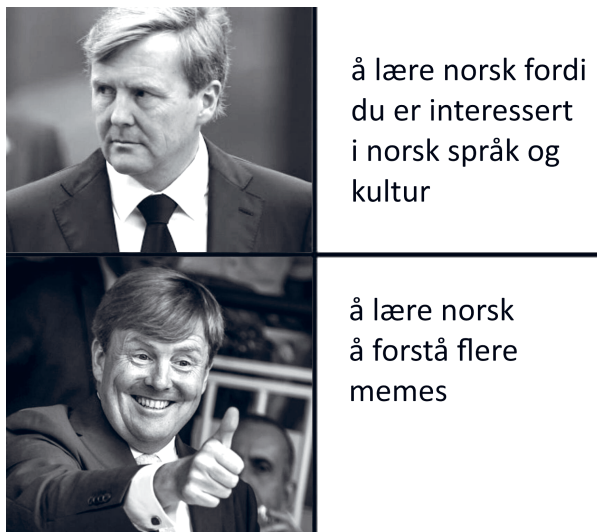 å lære norsk fordi
du er interessert
i norsk språk og
kultur
å lære norsk
å forstå flere
memes